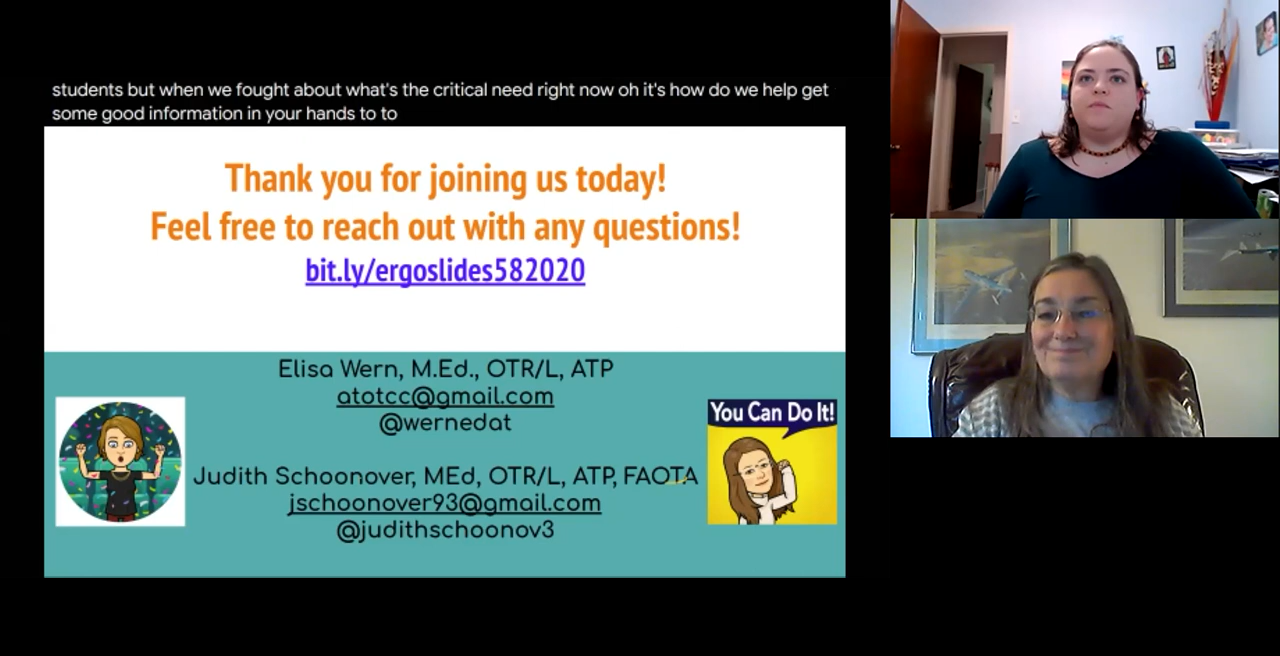 students but when we fought about what's the critical need right now oh it's how do we help get
some good information in your hands to to
Thank you for joining us today!
Feel free to reach out with any questions!
bit.ly/ergoslides582020
Elisa Wern, M.Ed., OTR/L, ATP
atotcc@gmail.com
@wernedat
You Can Do It!
Judith Schoonover, MEd, OTR/L, ATP, FAOTA
jschoonover93@gmail.com
@judithschoonov3